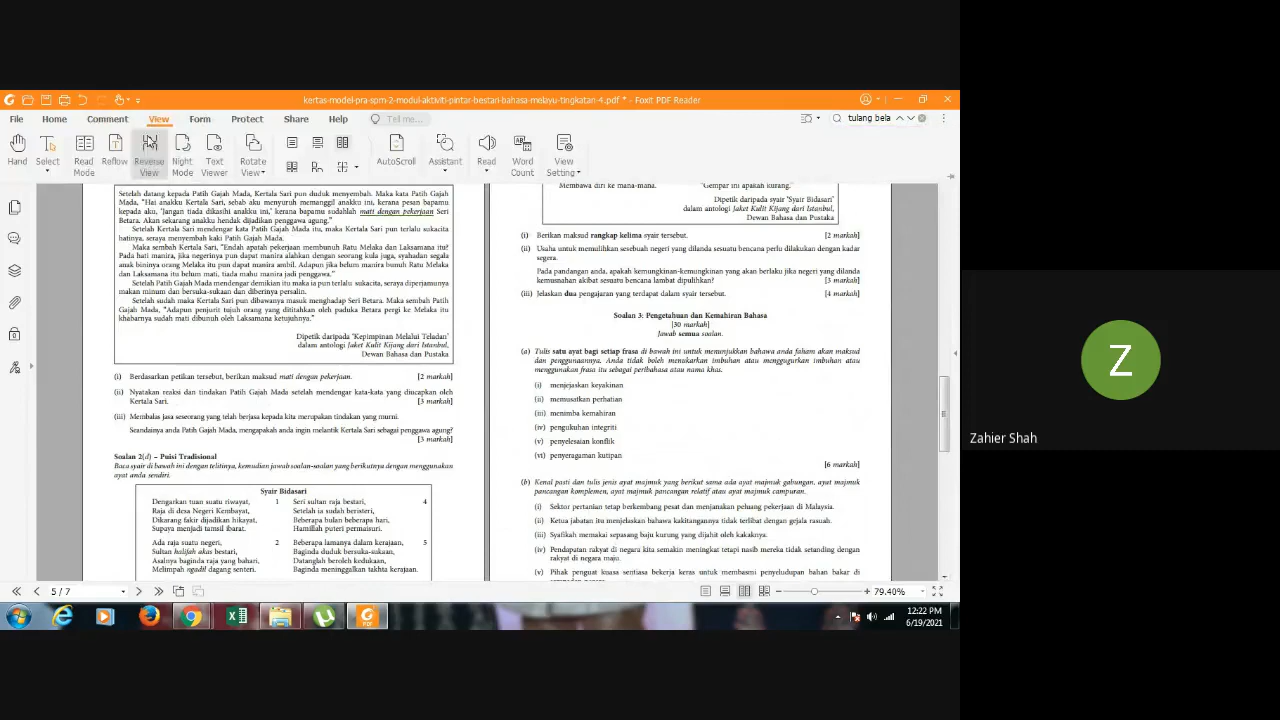 kertas-model-pra-spm-2-modul-aktiviti-pintar-bestari-bahasa-melayu-tingkatan-4.pdf * - Foxit PDF Reader
File Home Comment View Form Protect Share Help Tell me... tulang bela
Hand Select Read Mode Reflow Reverse View Night Mode Text Viewer Rotate View AutoScroll Assistant Read Word Count View Setting
Setelah datang kepada Patih Gajah Mada, Kertala Sari pun duduk menyembah. Maka kata Patih Gajah
Mada, "Hai anakku Kertala Sari, sebab aku menyuruh memanggil anakku ini, kerana pesan bapamu
kepada aku, 'Jangan tiada dikasihi anakku ini,' kerana bapamu sudahlah mati dengan pekerjaan Seri
Betara. Akan sekarang anakku hendak dijadikan penggawa agung."
Setelah Kertala Sari mendengar kata Patih Gajah Mada itu, maka Kertala Sari pun terlalu sukacita
hatinya, seraya menyembah kaki Patih Gajah Mada.
Maka sembah Kertala Sari, "Endah apatah pekerjaan membunuh Ratu Melaka dan Laksamana itu?
Pada hati manira, jika negerinya pun dapat manira alahkan dengan seorang kula juga, syahadan segala
anak bininya orang Melaka itu pun dapat manira ambil. Adapun jika belum manira bunuh Ratu Melaka
dan Laksamana itu belum mati, tiada mahu manira jadi penggawa."
Setelah Patih Gajah Mada mendengar demikian itu maka ia pun terlalu sukacita, seraya diperjamunya
makan minum dan bersuka-sukaan dan diberinya persalin.
Setelah sudah maka Kertala Sari pun dibawanya masuk menghadap Seri Betara. Maka sembah Patih
Gajah Mada, "Adapun penjurit tujuh orang yang dititahkan oleh paduka Betara pergi ke Melaka itu
khabarnya sudah mati dibunuh oleh Laksamana ketujuhnya."
Dipetik daripada 'Kepimpinan Melalui Teladan'
dalam antologi Jaket Kulit Kijang dari Istanbul,
Dewan Bahasa dan Pustaka
(i) Berdasarkan petikan tersebut, berikan maksud mati dengan pekerjaan. [2 markah]
(ii) Nyatakan reaksi dan tindakan Patih Gajah Mada setelah mendengar kata-kata yang diucapkan oleh
Kertala Sari. [3 markah]
(iii) Membalas jasa seseorang yang telah berjasa kepada kita merupakan tindakan yang murni.
Seandainya anda Patih Gajah Mada, mengapakah anda ingin melantik Kertala Sari sebagai penggawa agung?
[3 markah]
Soalan 2(d) – Puisi Tradisional
Baca syair di bawah ini dengan telitinya, kemudian jawab soalan-soalan yang berikutnya dengan menggunakan
ayat anda sendiri.
Syair Bidasari
Dengarkan tuan suatu riwayat, 1
Raja di desa Negeri Kembayat,
Dikarang fakir dijadikan hikayat,
Supaya menjadi tamsil ibarat.
Ada raja suatu negeri, 2
Sultan halifah akas bestari,
Asalnya baginda raja yang bahari,
Melimpah ngadil dagang senteri.
Seri sultan raja bestari, 4
Setelah ia sudah beristeri,
Beberapa bulan beberapa hari,
Hamillah puteri permaisuri.
Beberapa lamanya dalam kerajaan, 5
Baginda duduk bersuka-sukaan,
Datanglah beroleh kedukaan,
Baginda meninggalkan takhta kerajaan.
Membawa diri ke mana-mana. "Gempar ini apakah kurang."
Dipetik daripada syair 'Syair Bidasari'
dalam antologi Jaket Kulit Kijang dari Istanbul,
Dewan Bahasa dan Pustaka
(i) Berikan maksud rangkap kelima syair tersebut. [2 markah]
(ii) Usaha untuk memulihkan sesebuah negeri yang dilanda sesuatu bencana perlu dilakukan dengan kadar
segera.
Pada pandangan anda, apakah kemungkinan-kemungkinan yang akan berlaku jika negeri yang dilanda
kemusnahan akibat sesuatu bencana lambat dipulihkan? [3 markah]
(iii) Jelaskan dua pengajaran yang terdapat dalam syair tersebut. [4 markah]
Soalan 3: Pengetahuan dan Kemahiran Bahasa
[30 markah]
Jawab semua soalan.
(a) Tulis satu ayat bagi setiap frasa di bawah ini untuk menunjukkan bahawa anda faham akan maksud
dan penggunaannya. Anda tidak boleh menukarkan imbuhan atau menggugurkan imbuhan atau
menggunakan frasa itu sebagai peribahasa atau nama khas.
(i) menjejaskan keyakinan
(ii) memusatkan perhatian
(iii) menimba kemahiran
(iv) pengukuhan integriti
(v) penyelesaian konflik
(vi) penyeragaman kutipan
[6 markah]
(b) Kenal pasti dan tulis jenis ayat majmuk yang berikut sama ada ayat majmuk gabungan, ayat majmuk
pancangan komplemen, ayat majmuk pancangan relatif atau ayat majmuk campuran.
(i) Sektor pertanian tetap berkembang pesat dan menjanakan peluang pekerjaan di Malaysia.
(ii) Ketua jabatan itu menjelaskan bahawa kakitangannya tidak terlibat dengan gejala rasuah.
(iii) Syafikah memakai sepasang baju kurung yang dijahit oleh kakaknya.
(iv) Pendapatan rakyat di negara kita semakin meningkat tetapi nasib mereka tidak setanding dengan
rakyat di negara maju.
(v) Pihak penguat kuasa sentiasa bekerja keras untuk membasmi penyeludupan bahan bakar di
5 / 7 79.40%
12:22 PM
6/19/2021
Z
Zahier Shah